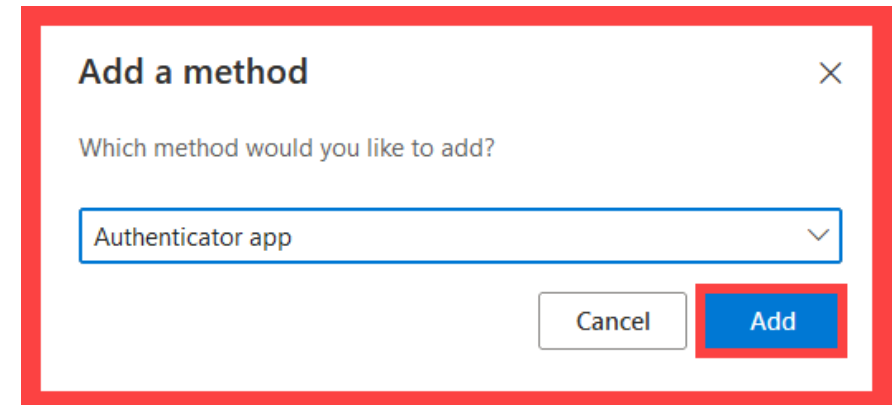 Add a method
Which method would you like to add?
Authenticator app
Cancel
Add